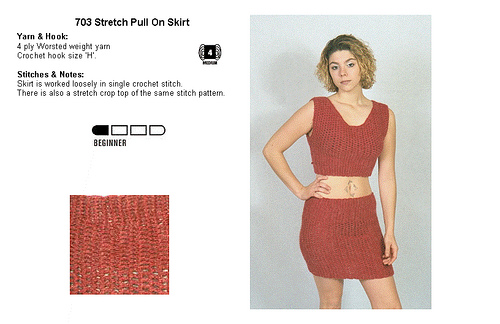 703 Stretch Pull On Skirt
Yarn & Hook:
4 ply Worsted weight yarn
Crochet hook size 'H'.
4
MEDIUM
Stitches & Notes:
Skirt is worked loosely in single crochet stitch.
There is also a stretch crop top of the same stitch pattern.
BEGINNER